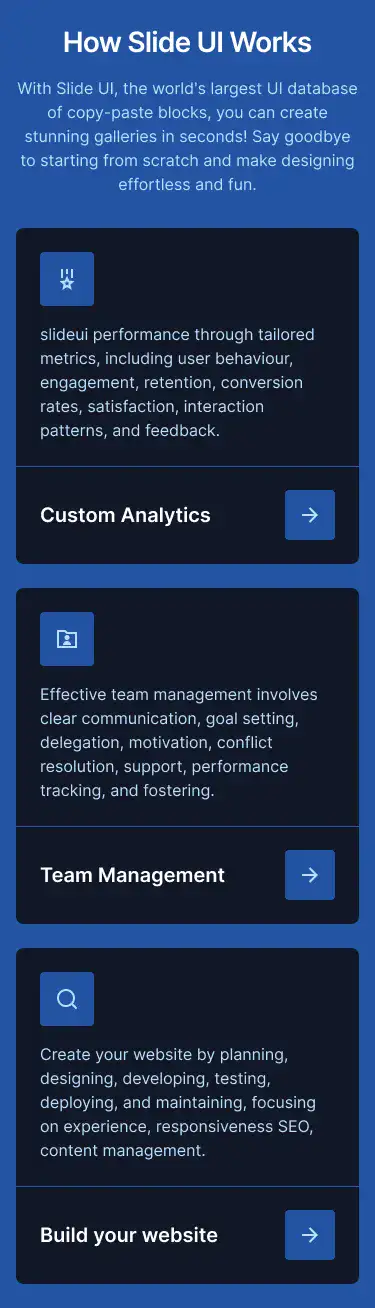 How Slide UI Works
With Slide UI, the world's largest UI database
of copy-paste blocks, you can create
stunning galleries in seconds! Say goodbye
to starting from scratch and make designing
effortless and fun.
slideui performance through tailored
metrics, including user behaviour,
engagement, retention, conversion
rates, satisfaction, interaction
patterns, and feedback.
Custom Analytics
Effective team management involves
clear communication, goal setting,
delegation, motivation, conflict
resolution, support, performance
tracking, and fostering.
Team Management
Create your website by planning,
designing, developing, testing,
deploying, and maintaining, focusing
on experience, responsiveness SEO,
content management.
Build your website